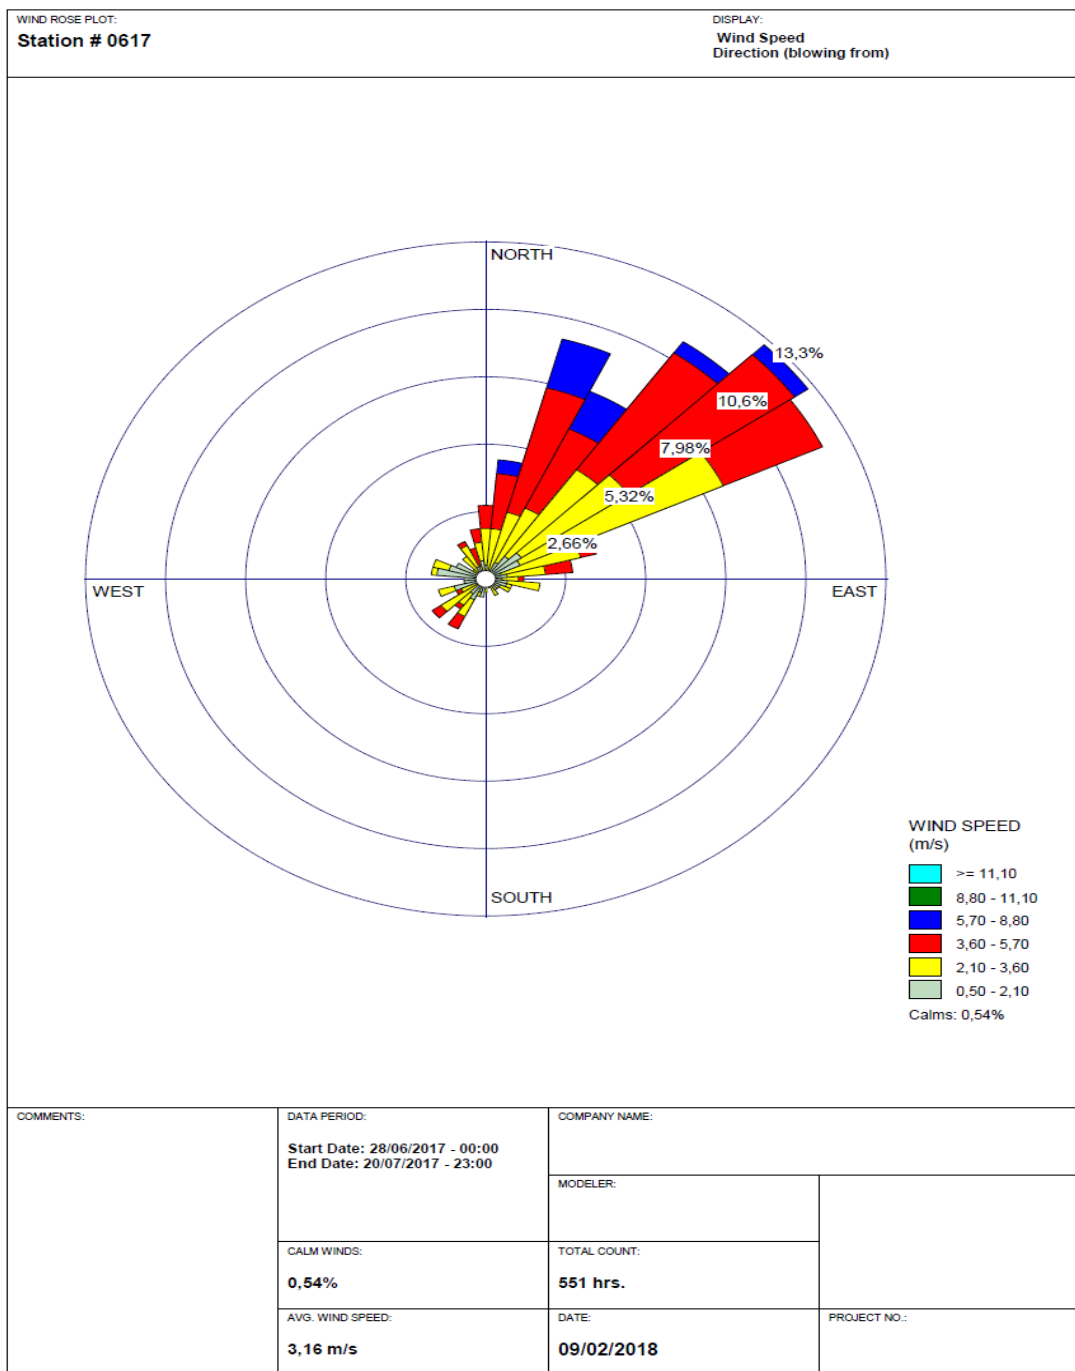 WIND ROSE PLOT:
Station # 0617
DISPLAY:
Wind Speed
Direction (blowing from)
NORTH
13,3%
10,6%
7,98%
5,32%
2,66%
WEST
EAST
SOUTH
WIND SPEED
(m/s)
>= 11,10
8,80 - 11,10
5,70 - 8,80
3,60 - 5,70
2,10 - 3,60
0,50 - 2,10
Calms: 0,54%
COMMENTS:
DATA PERIOD:
Start Date: 28/06/2017 - 00:00
End Date: 20/07/2017 - 23:00
COMPANY NAME:
MODELER:
CALM WINDS:
0,54%
TOTAL COUNT:
551 hrs.
AVG. WIND SPEED:
3,16 m/s
DATE:
09/02/2018
PROJECT NO.: